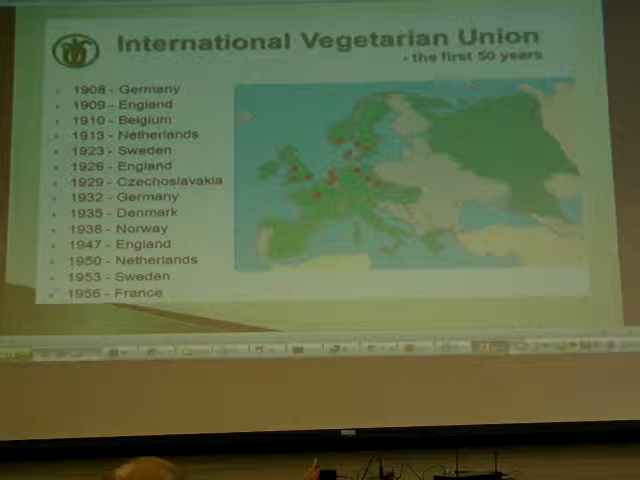 International Vegetarian Union
- the first 50 years
1908 - Germany
1909 - England
1910 - Belgium
1913 - Netherlands
1923 - Sweden
1926 - England
1929 - Czechoslavakia
1932 - Germany
1935 - Denmark
1938 - Norway
1947 - England
1950 - Netherlands
1953 - Sweden
1956 - France